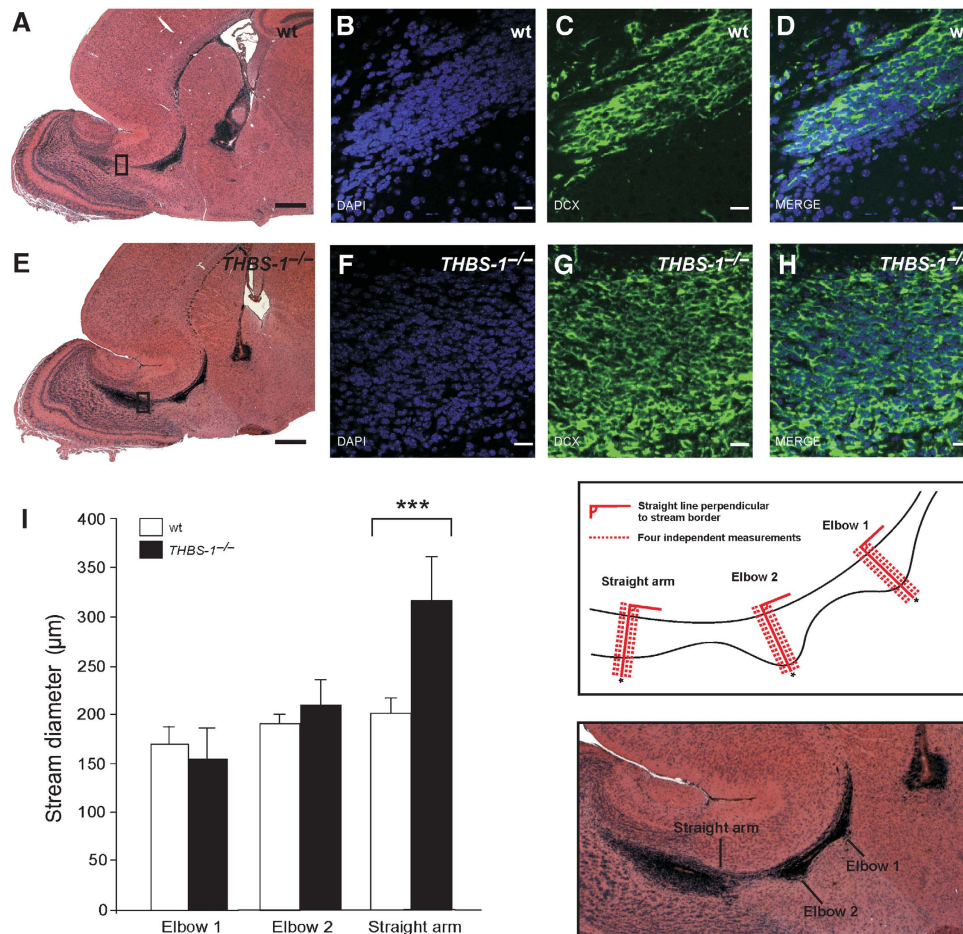 A
wt
B
wt
DAPI
C
wt
DCX
D
wt
MERGE
E
THBS-1−/−
F
THBS-1−/−
DAPI
G
THBS-1−/−
DCX
H
THBS-1−/−
MERGE
I
wt
THBS-1−/−
***
Stream diameter (µm)
400
350
300
250
200
150
100
50
0
Elbow 1
Elbow 2
Straight arm
Straight line perpendicular
to stream border
Four independent measurements
Elbow 1
Elbow 2
Straight arm
*
*
*
Straight arm
Elbow 1
Elbow 2